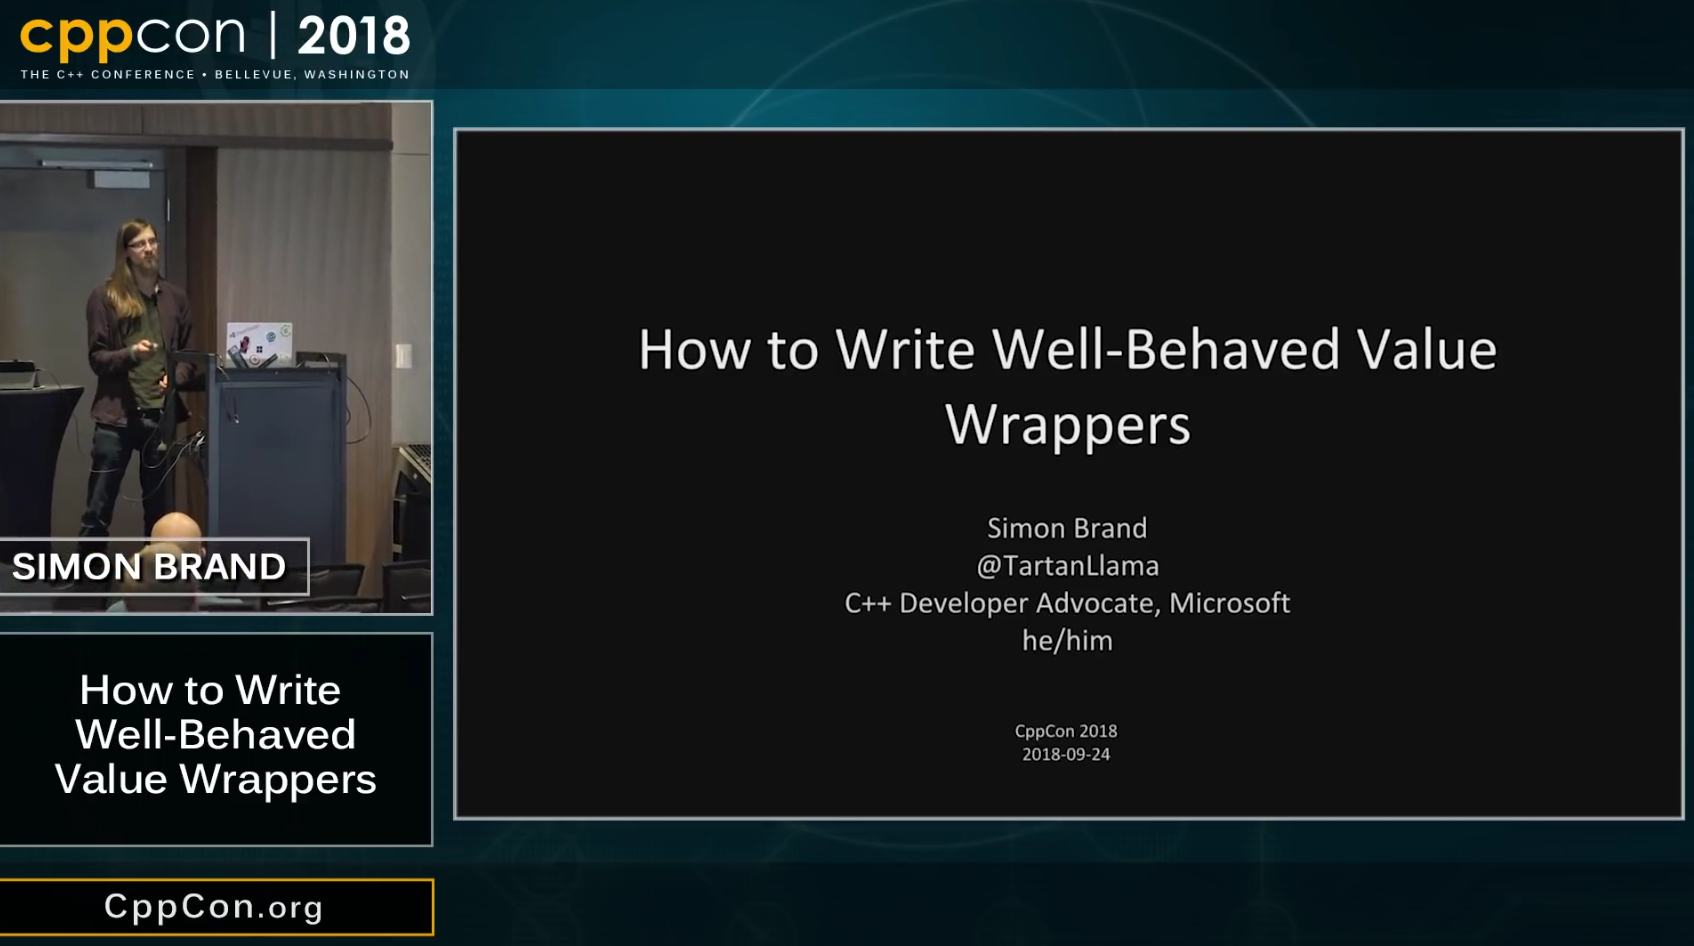 cppcon | 2018
THE C++ CONFERENCE • BELLEVUE, WASHINGTON
SIMON BRAND
How to Write
Well-Behaved
Value Wrappers
CppCon.org
How to Write Well-Behaved Value
Wrappers
Simon Brand
@TartanLlama
C++ Developer Advocate, Microsoft
he/him
CppCon 2018
2018-09-24